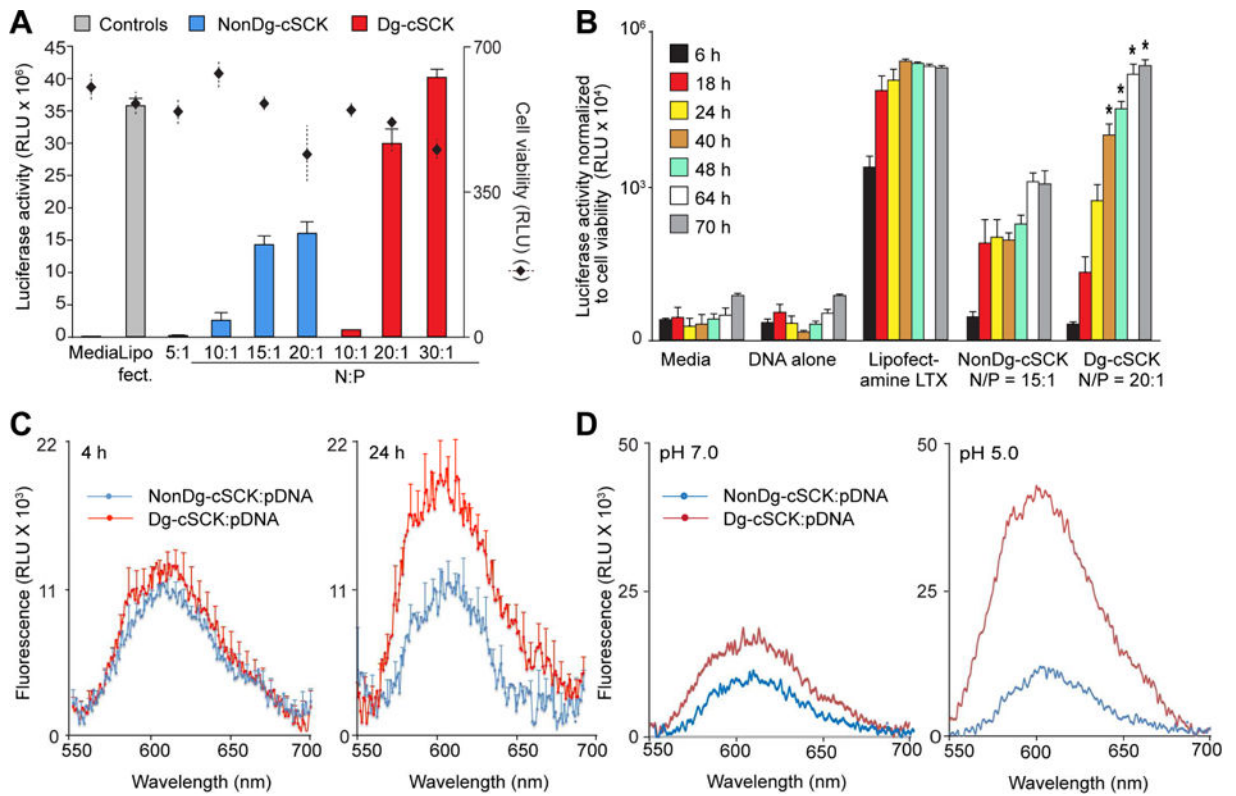 A
Controls NonDg-cSCK Dg-cSCK
Luciferase activity (RLU x 10⁶)
45
40
35
30
25
20
15
10
5
0
700
350
0
Cell viability (RLU) (◆)
Media Lipo fect. 5:1 10:1 15:1 20:1 10:1 20:1 30:1
N:P
B
Luciferase activity normalized
to cell viability (RLU x 10⁴)
10⁶
10³
0
6 h
18 h
24 h
40 h
48 h
64 h
70 h
* * * *
Media DNA alone Lipofect-amine LTX NonDg-cSCK N/P = 15:1 Dg-cSCK N/P = 20:1
C
Fluorescence (RLU X 10³)
22
11
0
4 h
NonDg-cSCK:pDNA
Dg-cSCK:pDNA
550 600 650 700
Wavelength (nm)
22
11
0
24 h
550 600 650 700
Wavelength (nm)
D
Fluorescence (RLU X 10³)
50
25
0
pH 7.0
NonDg-cSCK:pDNA
Dg-cSCK:pDNA
550 600 650 700
Wavelength (nm)
50
25
0
pH 5.0
550 600 650 700
Wavelength (nm)